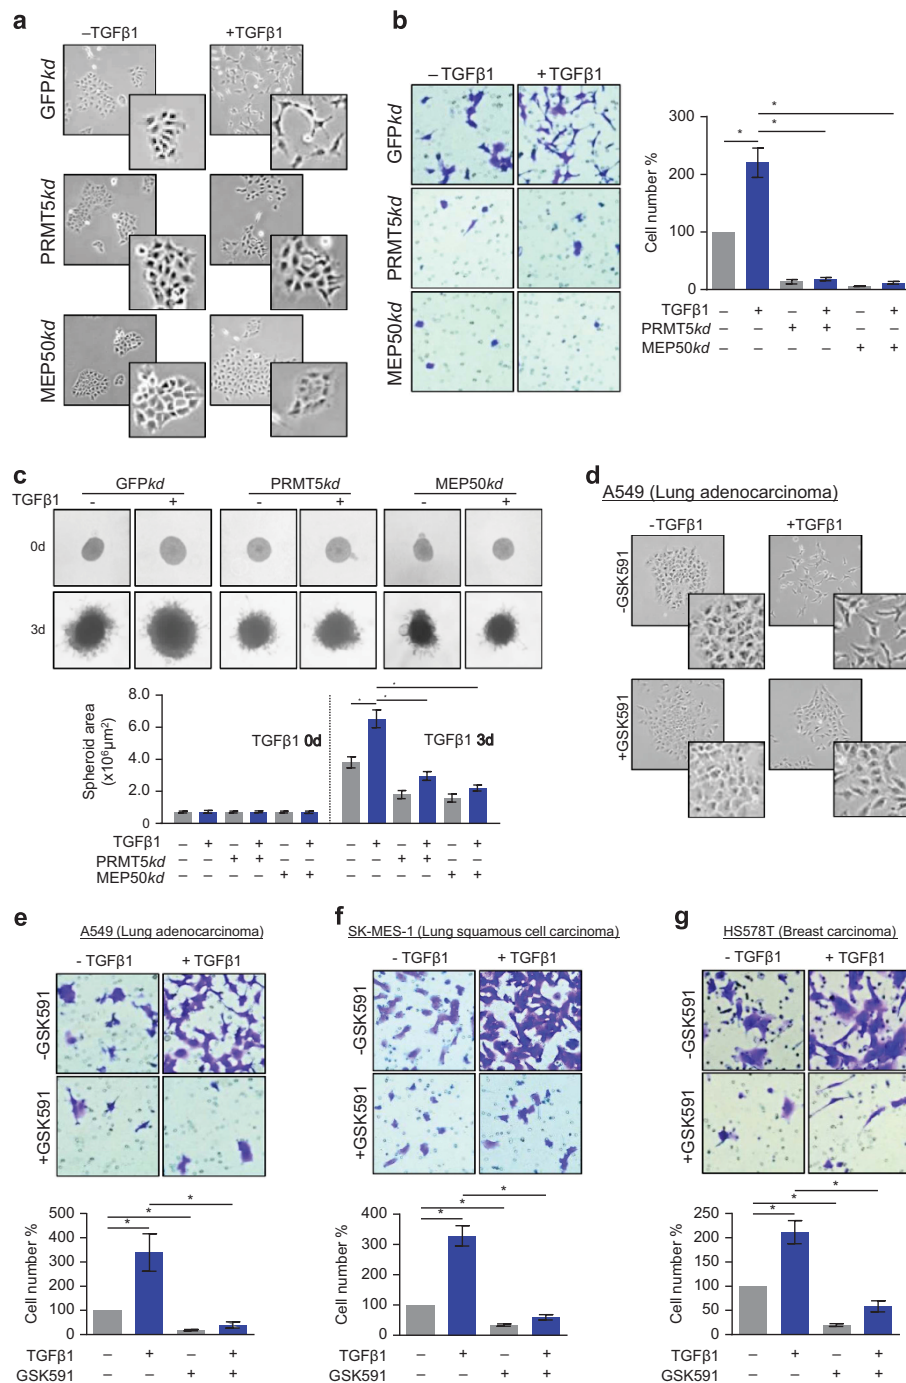 a
–TGFβ1 +TGFβ1
GFPkd
PRMT5kd
MEP50kd
b
– TGFβ1 + TGFβ1
GFPkd
PRMT5kd
MEP50kd
Cell number %
300
200
100
0
* * *
TGFβ1 – + – + – +
PRMT5kd – – + + – –
MEP50kd – – – – + +
c
GFPkd PRMT5kd MEP50kd
TGFβ1 - + - + - +
0d
3d
Spheroid area
(x10⁶µm²)
8.0
6.0
4.0
2.0
0
TGFβ1 0d
TGFβ1 3d
* * *
TGFβ1 – + – + – + – + – + – +
PRMT5kd – – + + – – – – + + – –
MEP50kd – – – – + + – – – – + +
d
A549 (Lung adenocarcinoma)
- TGFβ1 +TGFβ1
-GSK591
+GSK591
e
A549 (Lung adenocarcinoma)
- TGFβ1 + TGFβ1
-GSK591
+GSK591
Cell number %
500
400
300
200
100
0
* * *
TGFβ1 – + – +
GSK591 – – + +
f
SK-MES-1 (Lung squamous cell carcinoma)
- TGFβ1 + TGFβ1
-GSK591
+GSK591
Cell number %
400
300
200
100
0
* * *
TGFβ1 – + – +
GSK591 – – + +
g
HS578T (Breast carcinoma)
- TGFβ1 + TGFβ1
-GSK591
+GSK591
Cell number %
250
200
150
100
50
0
* * *
TGFβ1 – + – +
GSK591 – – + +